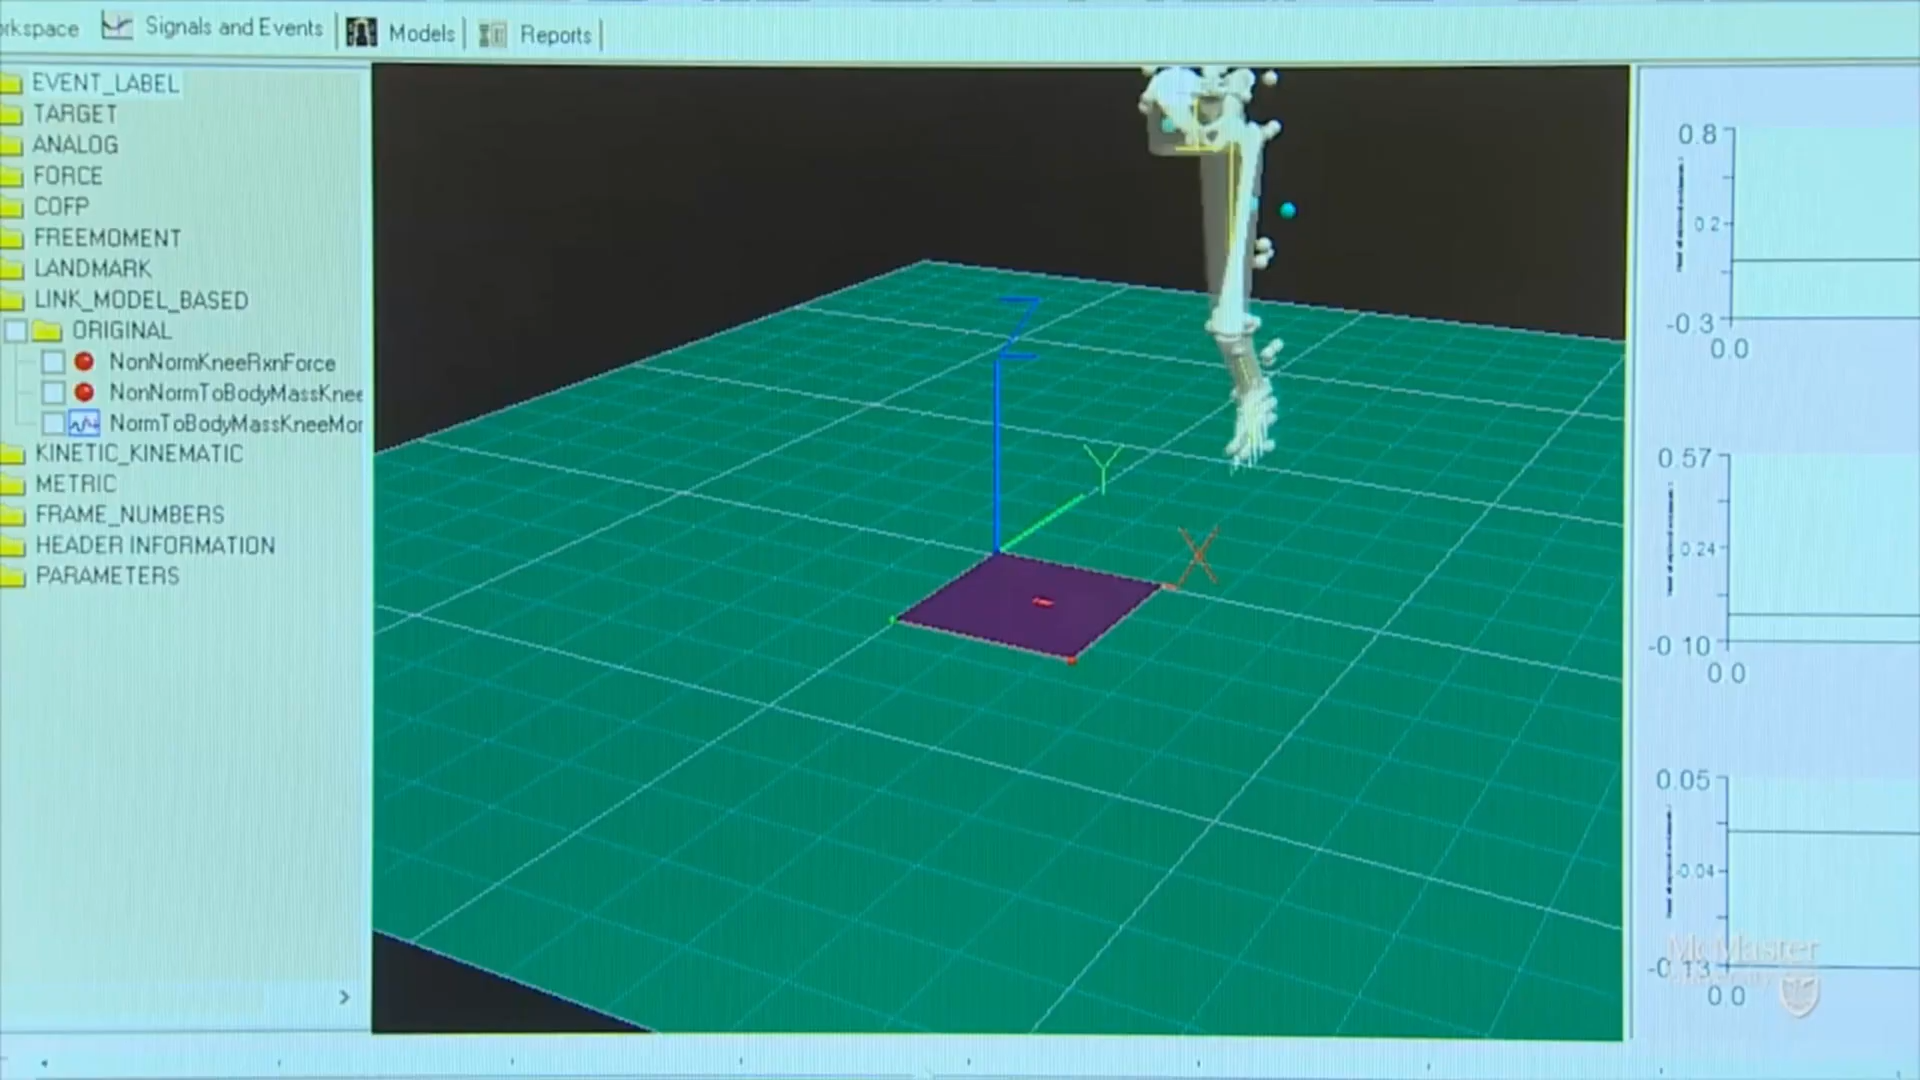 rkspace Signals and Events Models Reports
EVENT_LABEL
TARGET
ANALOG
FORCE
COFP
FREEMOMENT
LANDMARK
LINK_MODEL_BASED
ORIGINAL
NonNormKneeRxnForce
NonNormToBodyMassKnee
NormToBodyMassKneeMor
KINETIC_KINEMATIC
METRIC
FRAME_NUMBERS
HEADER INFORMATION
PARAMETERS
Z
Y
X
0.8
0.2
-0.3
0.0
0.57
0.24
-0.10
0.0
0.05
-0.04
-0.13
0.0
McMaster